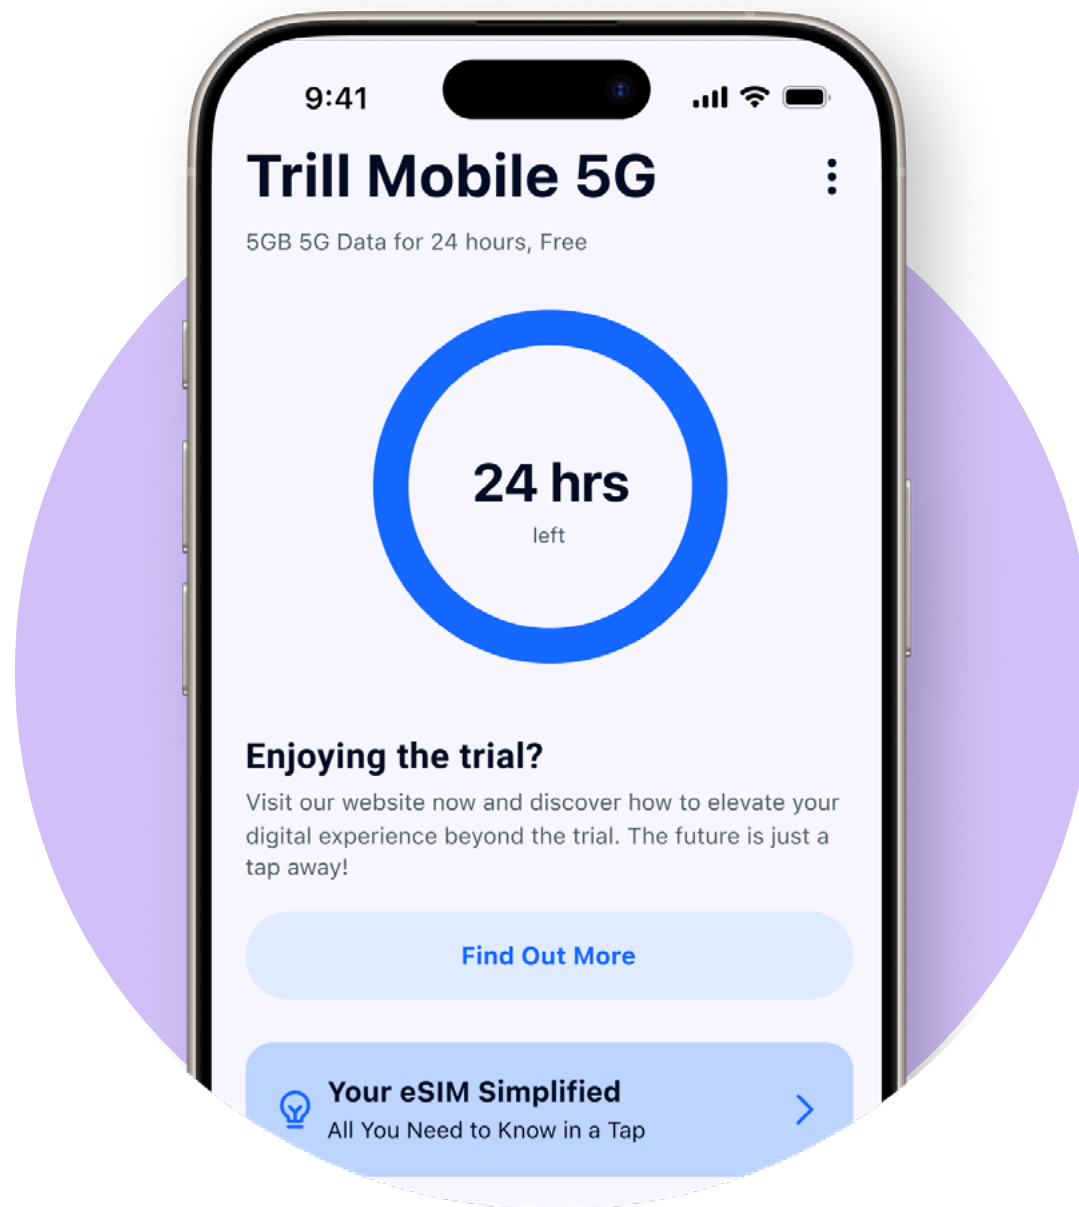 9:41
Trill Mobile 5G
5GB 5G Data for 24 hours, Free
24 hrs
left
Enjoying the trial?
Visit our website now and discover how to elevate your
digital experience beyond the trial. The future is just a
tap away!
Find Out More
Your eSIM Simplified
All You Need to Know in a Tap